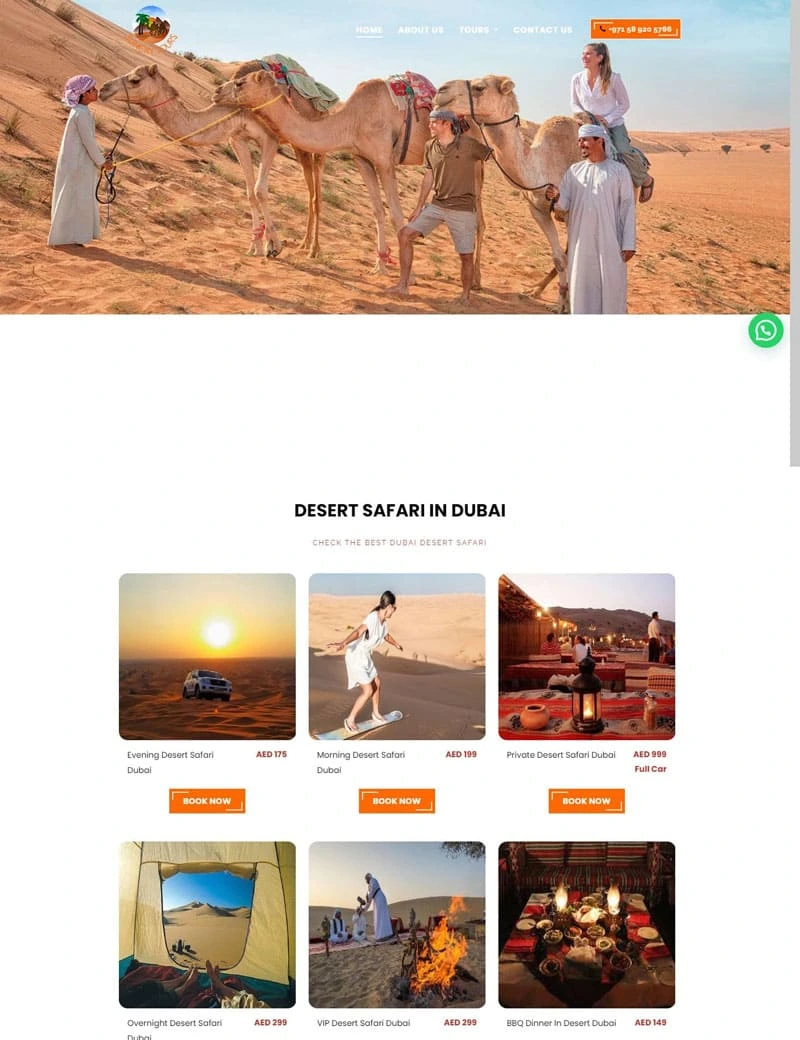 HOME ABOUT US TOURS CONTACT US +971 58 920 5786
DESERT SAFARI IN DUBAI
CHECK THE BEST DUBAI DESERT SAFARI
Evening Desert Safari
Dubai
AED 175
Morning Desert Safari
Dubai
AED 199
Private Desert Safari Dubai
AED 999
Full Car
BOOK NOW
BOOK NOW
BOOK NOW
Overnight Desert Safari
Dubai
AED 299
VIP Desert Safari Dubai
AED 299
BBQ Dinner In Desert Dubai
AED 149